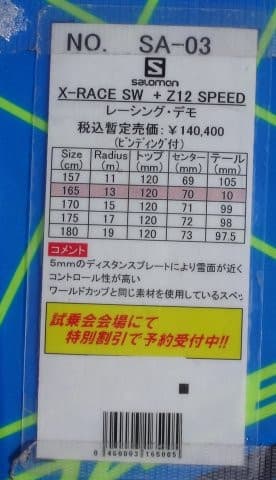 NO. SA-03
SALOMON
X-RACE SW + Z12 SPEED
レーシング・デモ
税込暫定売価:￥140,400
(ビンディング付)
Size(cm) Radius(m) トップ(mm) センター(mm) テール(mm)
157 11 120 69 105
165 13 120 70 10
170 15 120 71 99
175 17 120 72 98
180 19 120 73 97.5
コメント
5mmのディスタンスプレートにより雪面が近く
コントロール性が高い
ワールドカップと同じ素材を使用しているスペッ
試乗会会場にて
特別割引で予約受付中!!